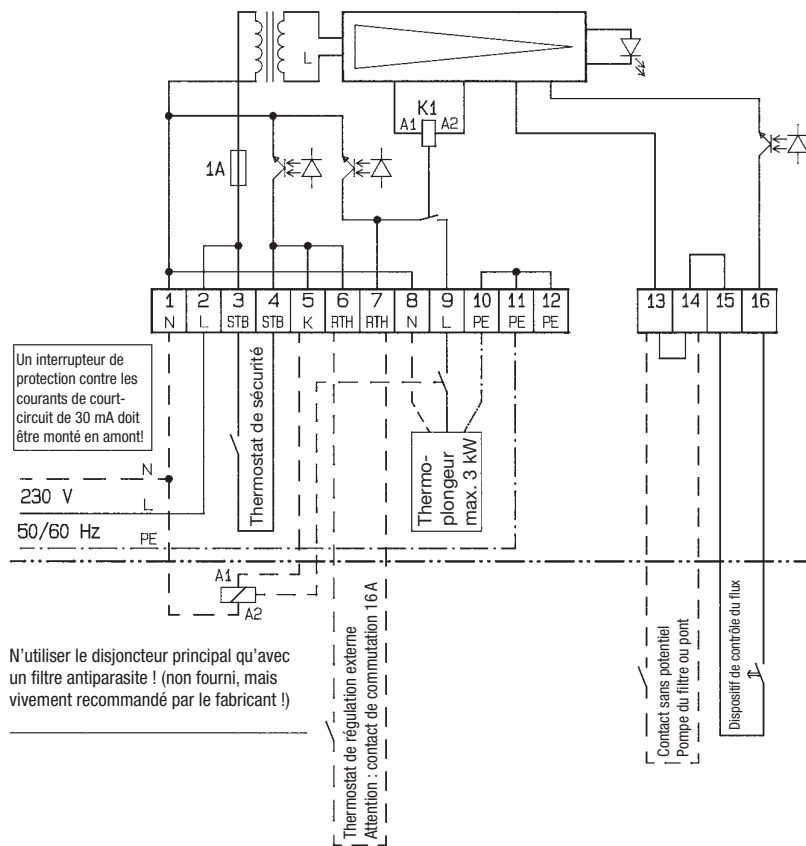 L
K1
A1 A2
1A
1 2 3 4 5 6 7 8 9 10 11 12
N L STB STB K RTH RTH N L PE PE PE
13 14 15 16
Un interrupteur de
protection contre les
courants de court-
circuit de 30 mA doit
être monté en amont!
N
230 V
L
50/60 Hz
PE
Thermostat de sécurité
Thermo-
plongeur
max. 3 kW
A1
A2
N'utiliser le disjoncteur principal qu'avec
un filtre antiparasite ! (non fourni, mais
vivement recommandé par le fabricant !)
Thermostat de régulation externe
Attention : contact de commutation 16 A
Contact sans potentiel
Pompe du filtre ou pont
Dispositif de contrôle du flux